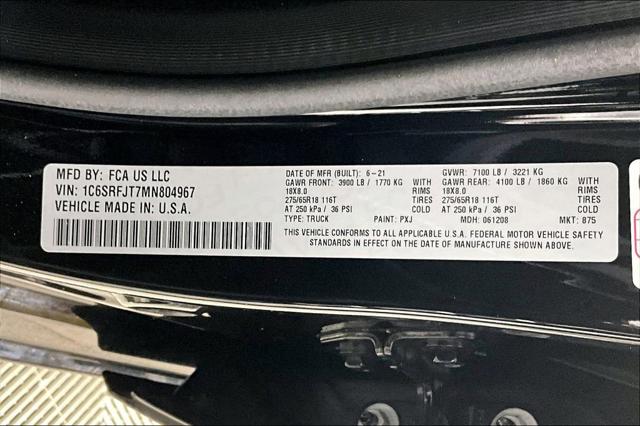 MFD BY: FCA US LLC
VIN: 1C6SRFJT7MN804967
VEHICLE MADE IN: U.S.A.
DATE OF MFR (BUILT): 6-21 GVWR: 7100 LB / 3221 KG
GAWR FRONT: 3900 LB / 1770 KG WITH GAWR REAR: 4100 LB / 1860 KG WITH
18X8.0 RIMS 18X8.0 RIMS
275/65R18 116T TIRES 275/65R18 116T TIRES
AT 250 kPa / 36 PSI COLD AT 250 kPa / 36 PSI COLD
TYPE: TRUCK PAINT: PXJ MDH: 061208 MKT: 875
THIS VEHICLE CONFORMS TO ALL APPLICABLE U.S.A. FEDERAL MOTOR VEHICLE SAFETY
STANDARDS IN EFFECT ON THE DATE OF MANUFACTURE SHOWN ABOVE.